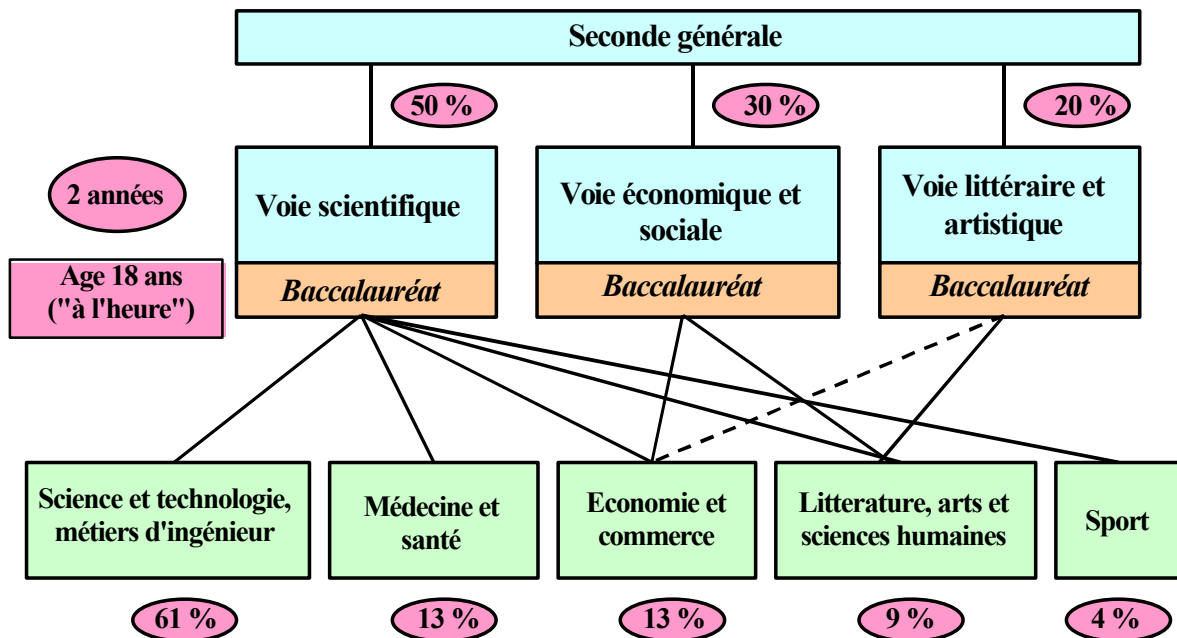 Seconde générale
50 %
30 %
20 %
2 années
Voie scientifique
Voie économique et
sociale
Voie littéraire et
artistique
Age 18 ans
("à l'heure")
Baccalauréat
Baccalauréat
Baccalauréat
Science et technologie,
métiers d'ingénieur
Médecine et
santé
Economie et
commerce
Litterature, arts et
sciences humaines
Sport
61 %
13 %
13 %
9 %
4 %